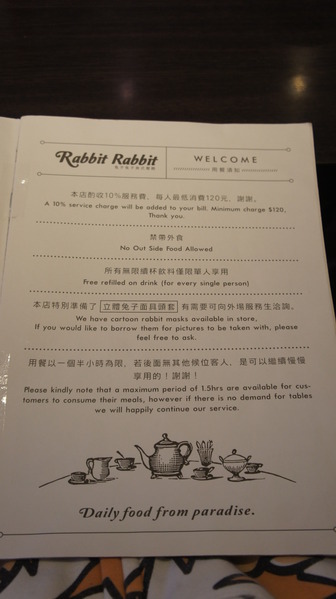 Rabbit Rabbit
WELCOME
用餐須知
本店酌收10%服務費，每人最低消費120元，謝謝。
A 10% service charge will be added to your bill. Minimum charge $120,
Thank you.
禁帶外食
No Out Side Food Allowed
所有無限續杯飲料僅限單人享用
Free refilled on drink (for every single person)
本店特別準備了 立體兔子面具頭套 有需要可向外場服務生洽詢。
We have cartoon rabbit masks available in store,
If you would like to borrow them for pictures to be taken with, please
feel free to ask.
用餐以一個半小時為限，若後面無其他候位客人，是可以繼續慢慢
享用的！謝謝！
Please kindly note that a maximum period of 1.5hrs are available for cus-
tomers to consume their meals, however if there is no demand for tables
we will happily continue our service.
Daily food from paradise.